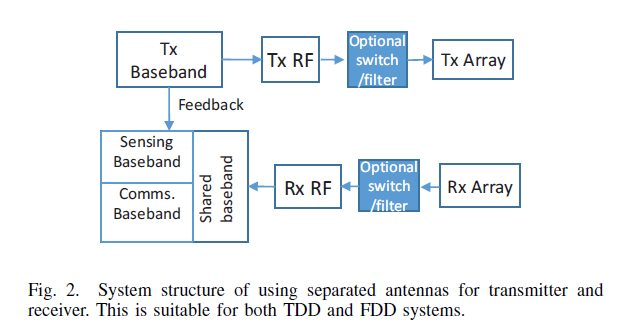 Tx
Baseband
Tx RF
Optional
switch
/filter
Tx Array
Feedback
Sensing
Baseband
Comms.
Baseband
Shared
baseband
Rx RF
Optional
switch
/filter
Rx Array
Fig. 2. System structure of using separated antennas for transmitter and
receiver. This is suitable for both TDD and FDD systems.